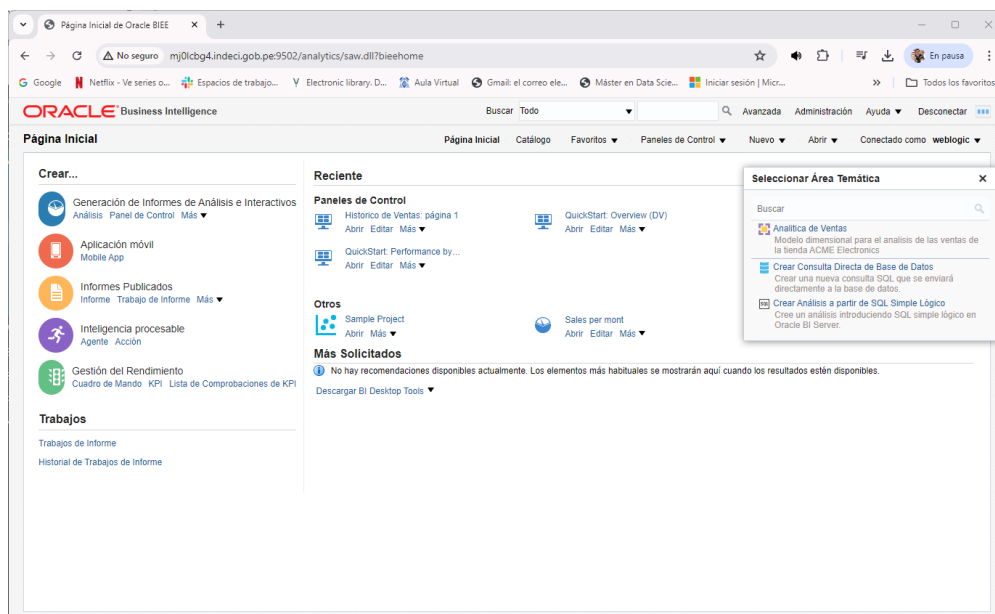 Página Inicial de Oracle BIEE
No seguro mj0lcbg4.indeci.gob.pe:9502/analytics/saw.dll?bieehome
En pausa
Google Netflix - Ve series o... Espacios de trabajo... Electronic library. D... Aula Virtual Gmail: el correo ele... Máster en Data Scie... Iniciar sesión | Micr... Todos los favoritos
ORACLE Business Intelligence Buscar Todo Avanzada Administración Ayuda Desconectar
Página Inicial Página Inicial Catálogo Favoritos Paneles de Control Nuevo Abrir Conectado como weblogic
Crear...
Generación de Informes de Análisis e Interactivos
Análisis Panel de Control Más
Aplicación móvil
Mobile App
Informes Publicados
Informe Trabajo de Informe Más
Inteligencia procesable
Agente Acción
Gestión del Rendimiento
Cuadro de Mando KPI Lista de Comprobaciones de KPI
Trabajos
Trabajos de Informe
Historial de Trabajos de Informe
Reciente
Paneles de Control
Historico de Ventas: página 1
Abrir Editar Más
QuickStart: Overview (DV)
Abrir Editar Más
QuickStart: Performance by...
Abrir Editar Más
Otros
Sample Project
Abrir Más
Sales per mont
Abrir Editar Más
Más Solicitados
No hay recomendaciones disponibles actualmente. Los elementos más habituales se mostrarán aquí cuando los resultados estén disponibles.
Descargar BI Desktop Tools
Seleccionar Área Temática
Buscar
Analitica de Ventas
Modelo dimensional para el analisis de las ventas de
la tienda ACME Electronics
Crear Consulta Directa de Base de Datos
Crear una nueva consulta SQL que se enviará
directamente a la base de datos.
SQL Crear Análisis a partir de SQL Simple Lógico
Cree un análisis introduciendo SQL simple lógico en
Oracle BI Server.